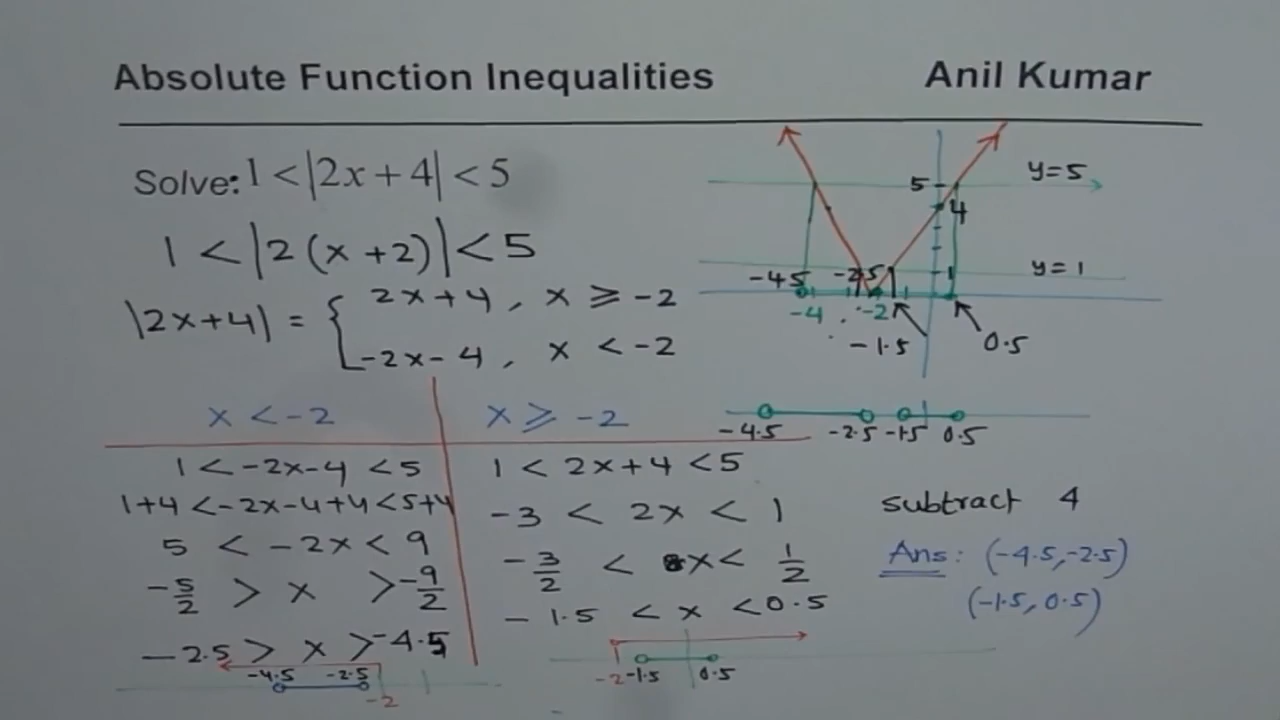 Absolute Function Inequalities Anil Kumar
Solve: 1 < |2x + 4| < 5
1 < |2(x + 2)| < 5
|2x+4| = { 2x+4 , x ≥ -2
-2x-4 , x < -2
y=5
5
4
y=1
1
-4.5 -2.5
-4 -2
-1.5 0.5
-4.5 -2.5 -1.5 0.5
x < -2
1 < -2x-4 < 5
1+4 < -2x-4+4 < 5+4
5 < -2x < 9
-5/2 > x > -9/2
-2.5 > x > -4.5
-4.5 -2.5
-2
x ≥ -2
1 < 2x+4 < 5
-3 < 2x < 1
-3/2 < x < 1/2
-1.5 < x < 0.5
-2 -1.5 0.5
subtract 4
Ans: (-4.5, -2.5)
(-1.5, 0.5)